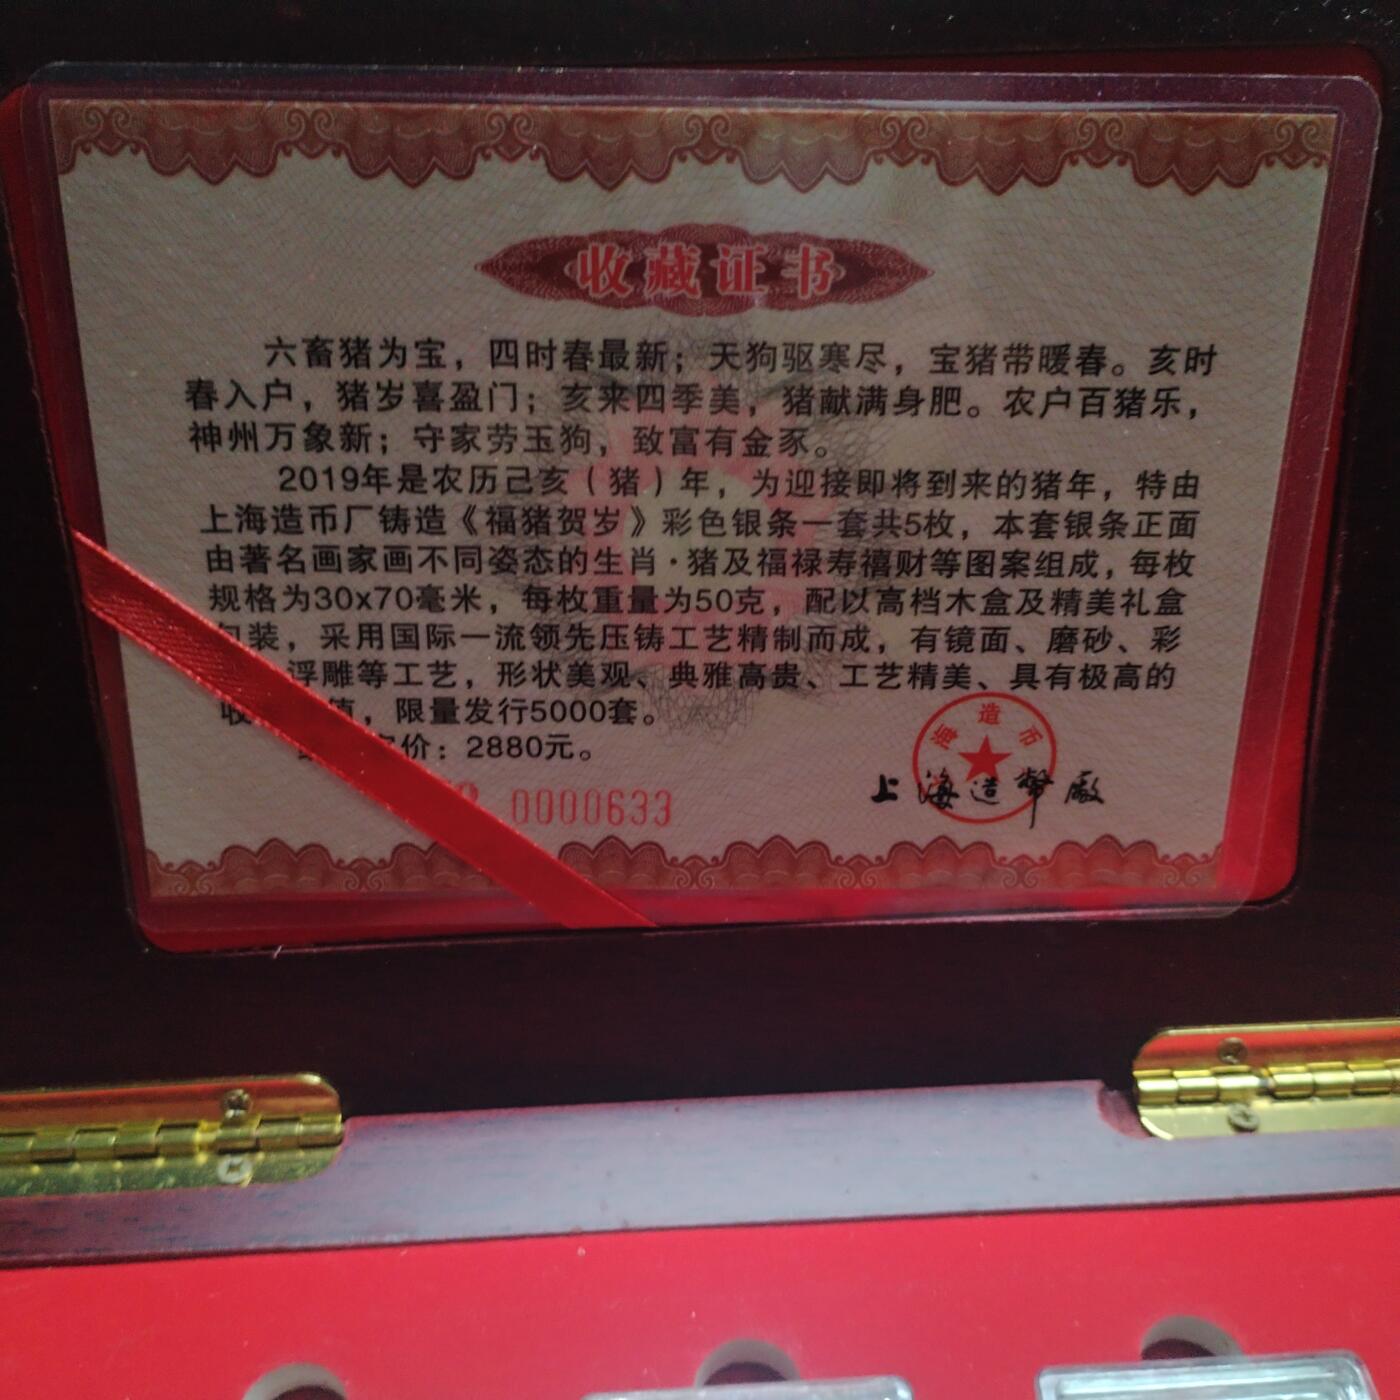 收藏证书
六畜猪为宝，四时春最新；天狗驱寒尽，宝猪带暖春。亥时
春入户，猪岁喜盈门；亥来四季美，猪献满身肥。农户百猪乐，
神州万象新；守家劳玉狗，致富有金豕。
2019年是农历己亥（猪）年，为迎接即将到来的猪年，特由
上海造币厂铸造《福猪贺岁》彩色银条一套共5枚，本套银条正面
由著名画家画不同姿态的生肖·猪及福禄寿禧财等图案组成，每枚
规格为30x70毫米，每枚重量为50克，配以高档木盒及精美礼盒
包装，采用国际一流领先压铸工艺精制而成，有镜面、磨砂、彩
浮雕等工艺，形状美观、典雅高贵、工艺精美、具有极高的
收 值，限量发行5000套。
价：2880元。
0000633
海造币
上海造幣廠